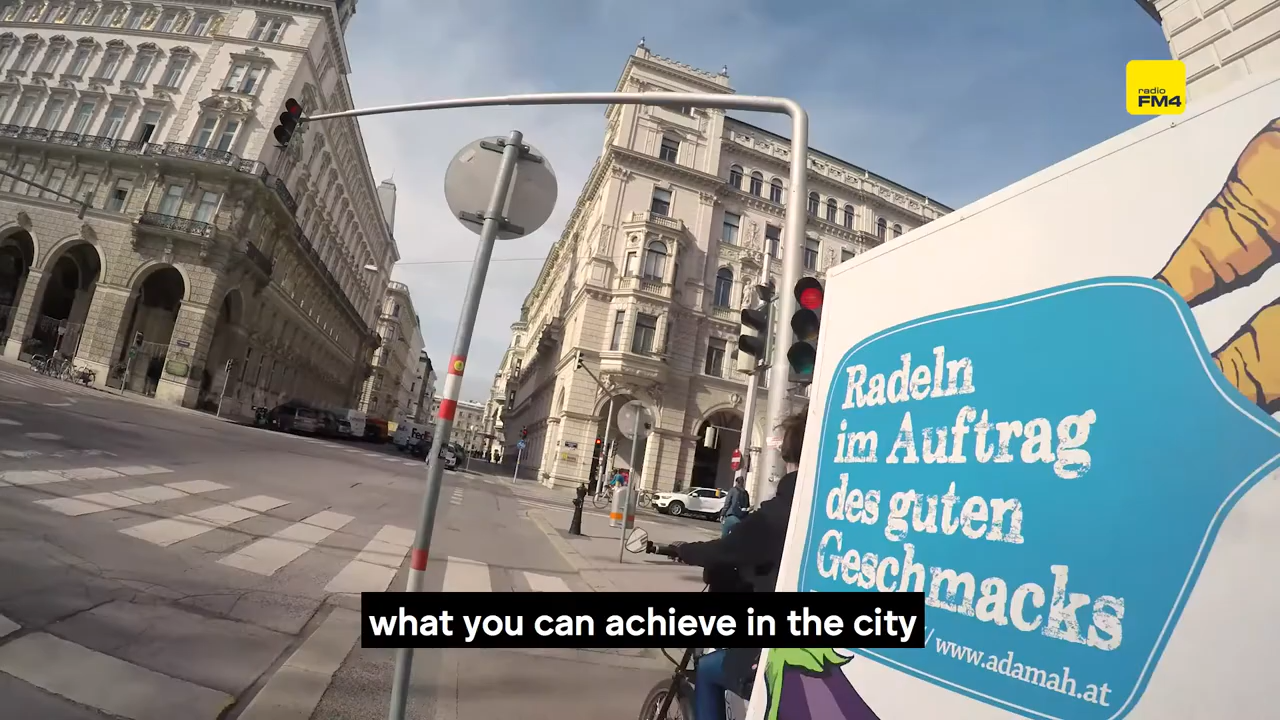 radio
FM4
Radeln
im Auftrag
des guten
Geschmacks
/ www.adamah.at
what you can achieve in the city